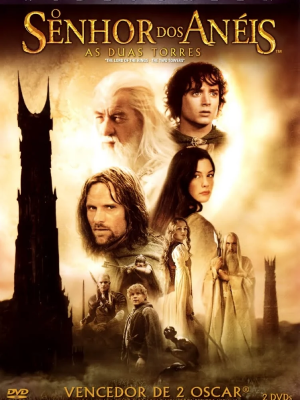 O SENHOR DOS ANÉIS
AS DUAS TORRES
DVD
VENCEDOR DE 2 OSCAR
2 DVDs